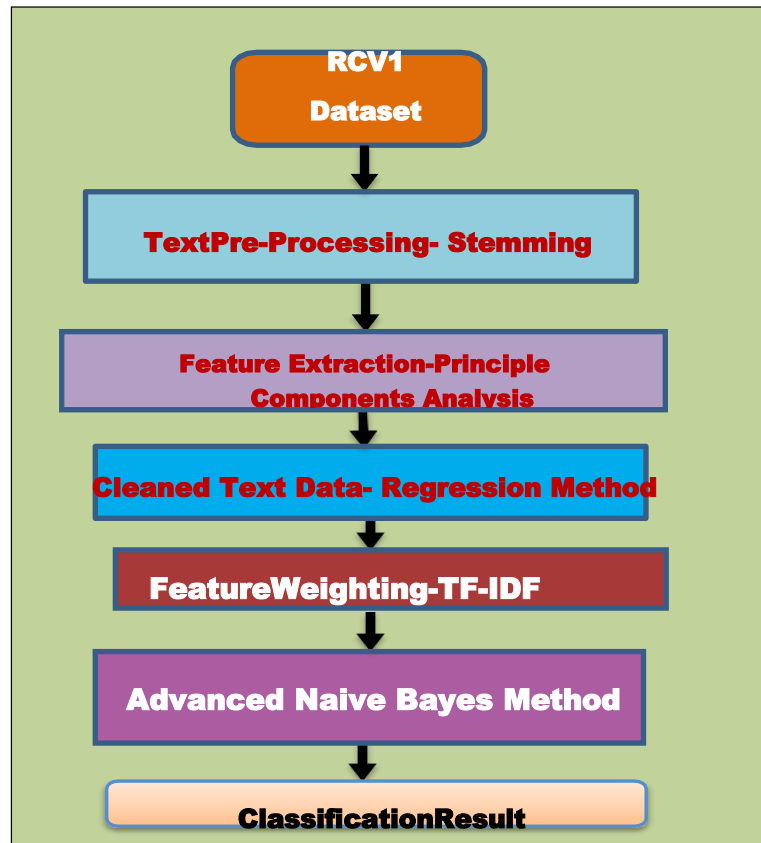 RCV1
Dataset
TextPre-Processing- Stemming
Feature Extraction-Principle
Components Analysis
Cleaned Text Data- Regression Method
FeatureWeighting-TF-IDF
Advanced Naive Bayes Method
ClassificationResult